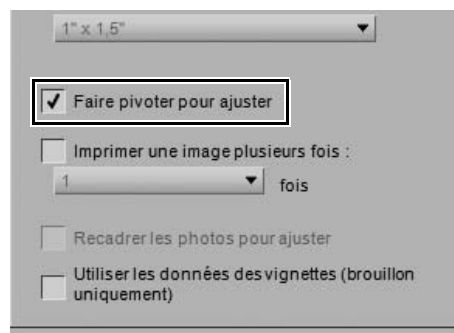 1" x 1,5"
Faire pivoter pour ajuster
Imprimer une image plusieurs fois :
1
fois
Recadrer les photos pour ajuster
Utiliser les données des vignettes (brouillon
uniquement)